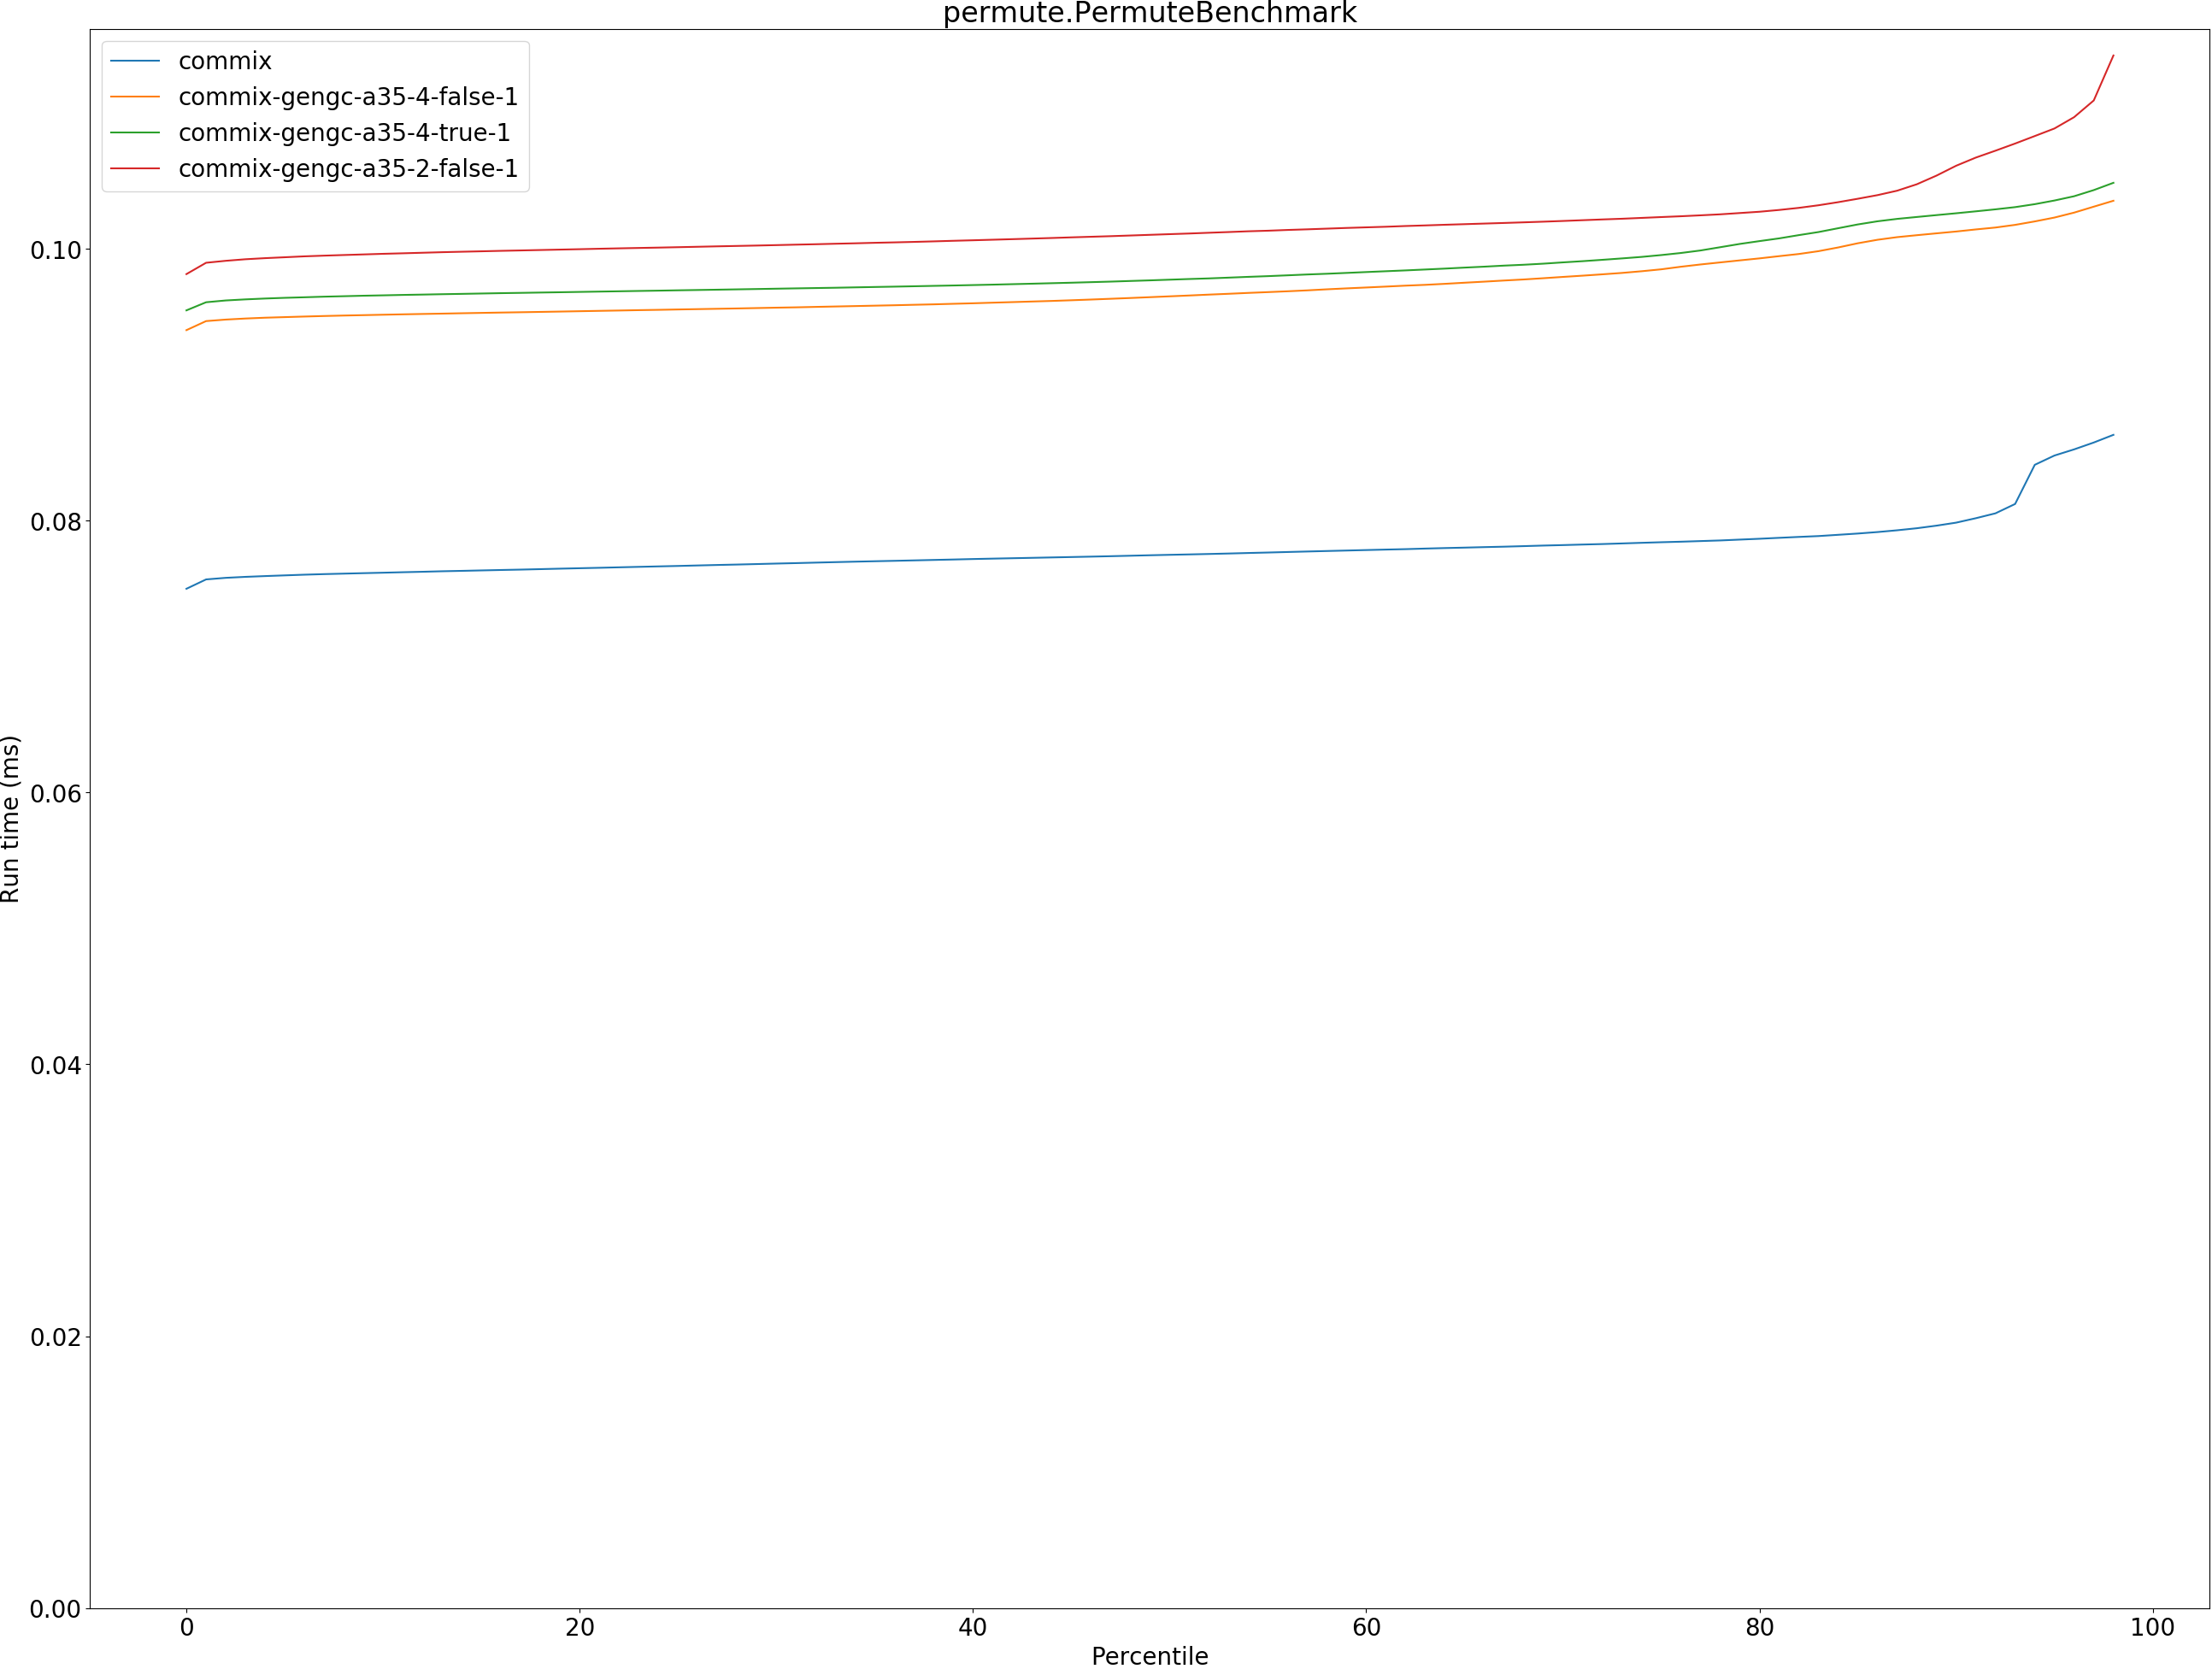 permute.PermuteBenchmark
commix
commix-gengc-a35-4-false-1
commix-gengc-a35-4-true-1
commix-gengc-a35-2-false-1
0.10
0.08
0.06
0.04
0.02
0.00
Run time (ms)
0 20 40 60 80 100
Percentile